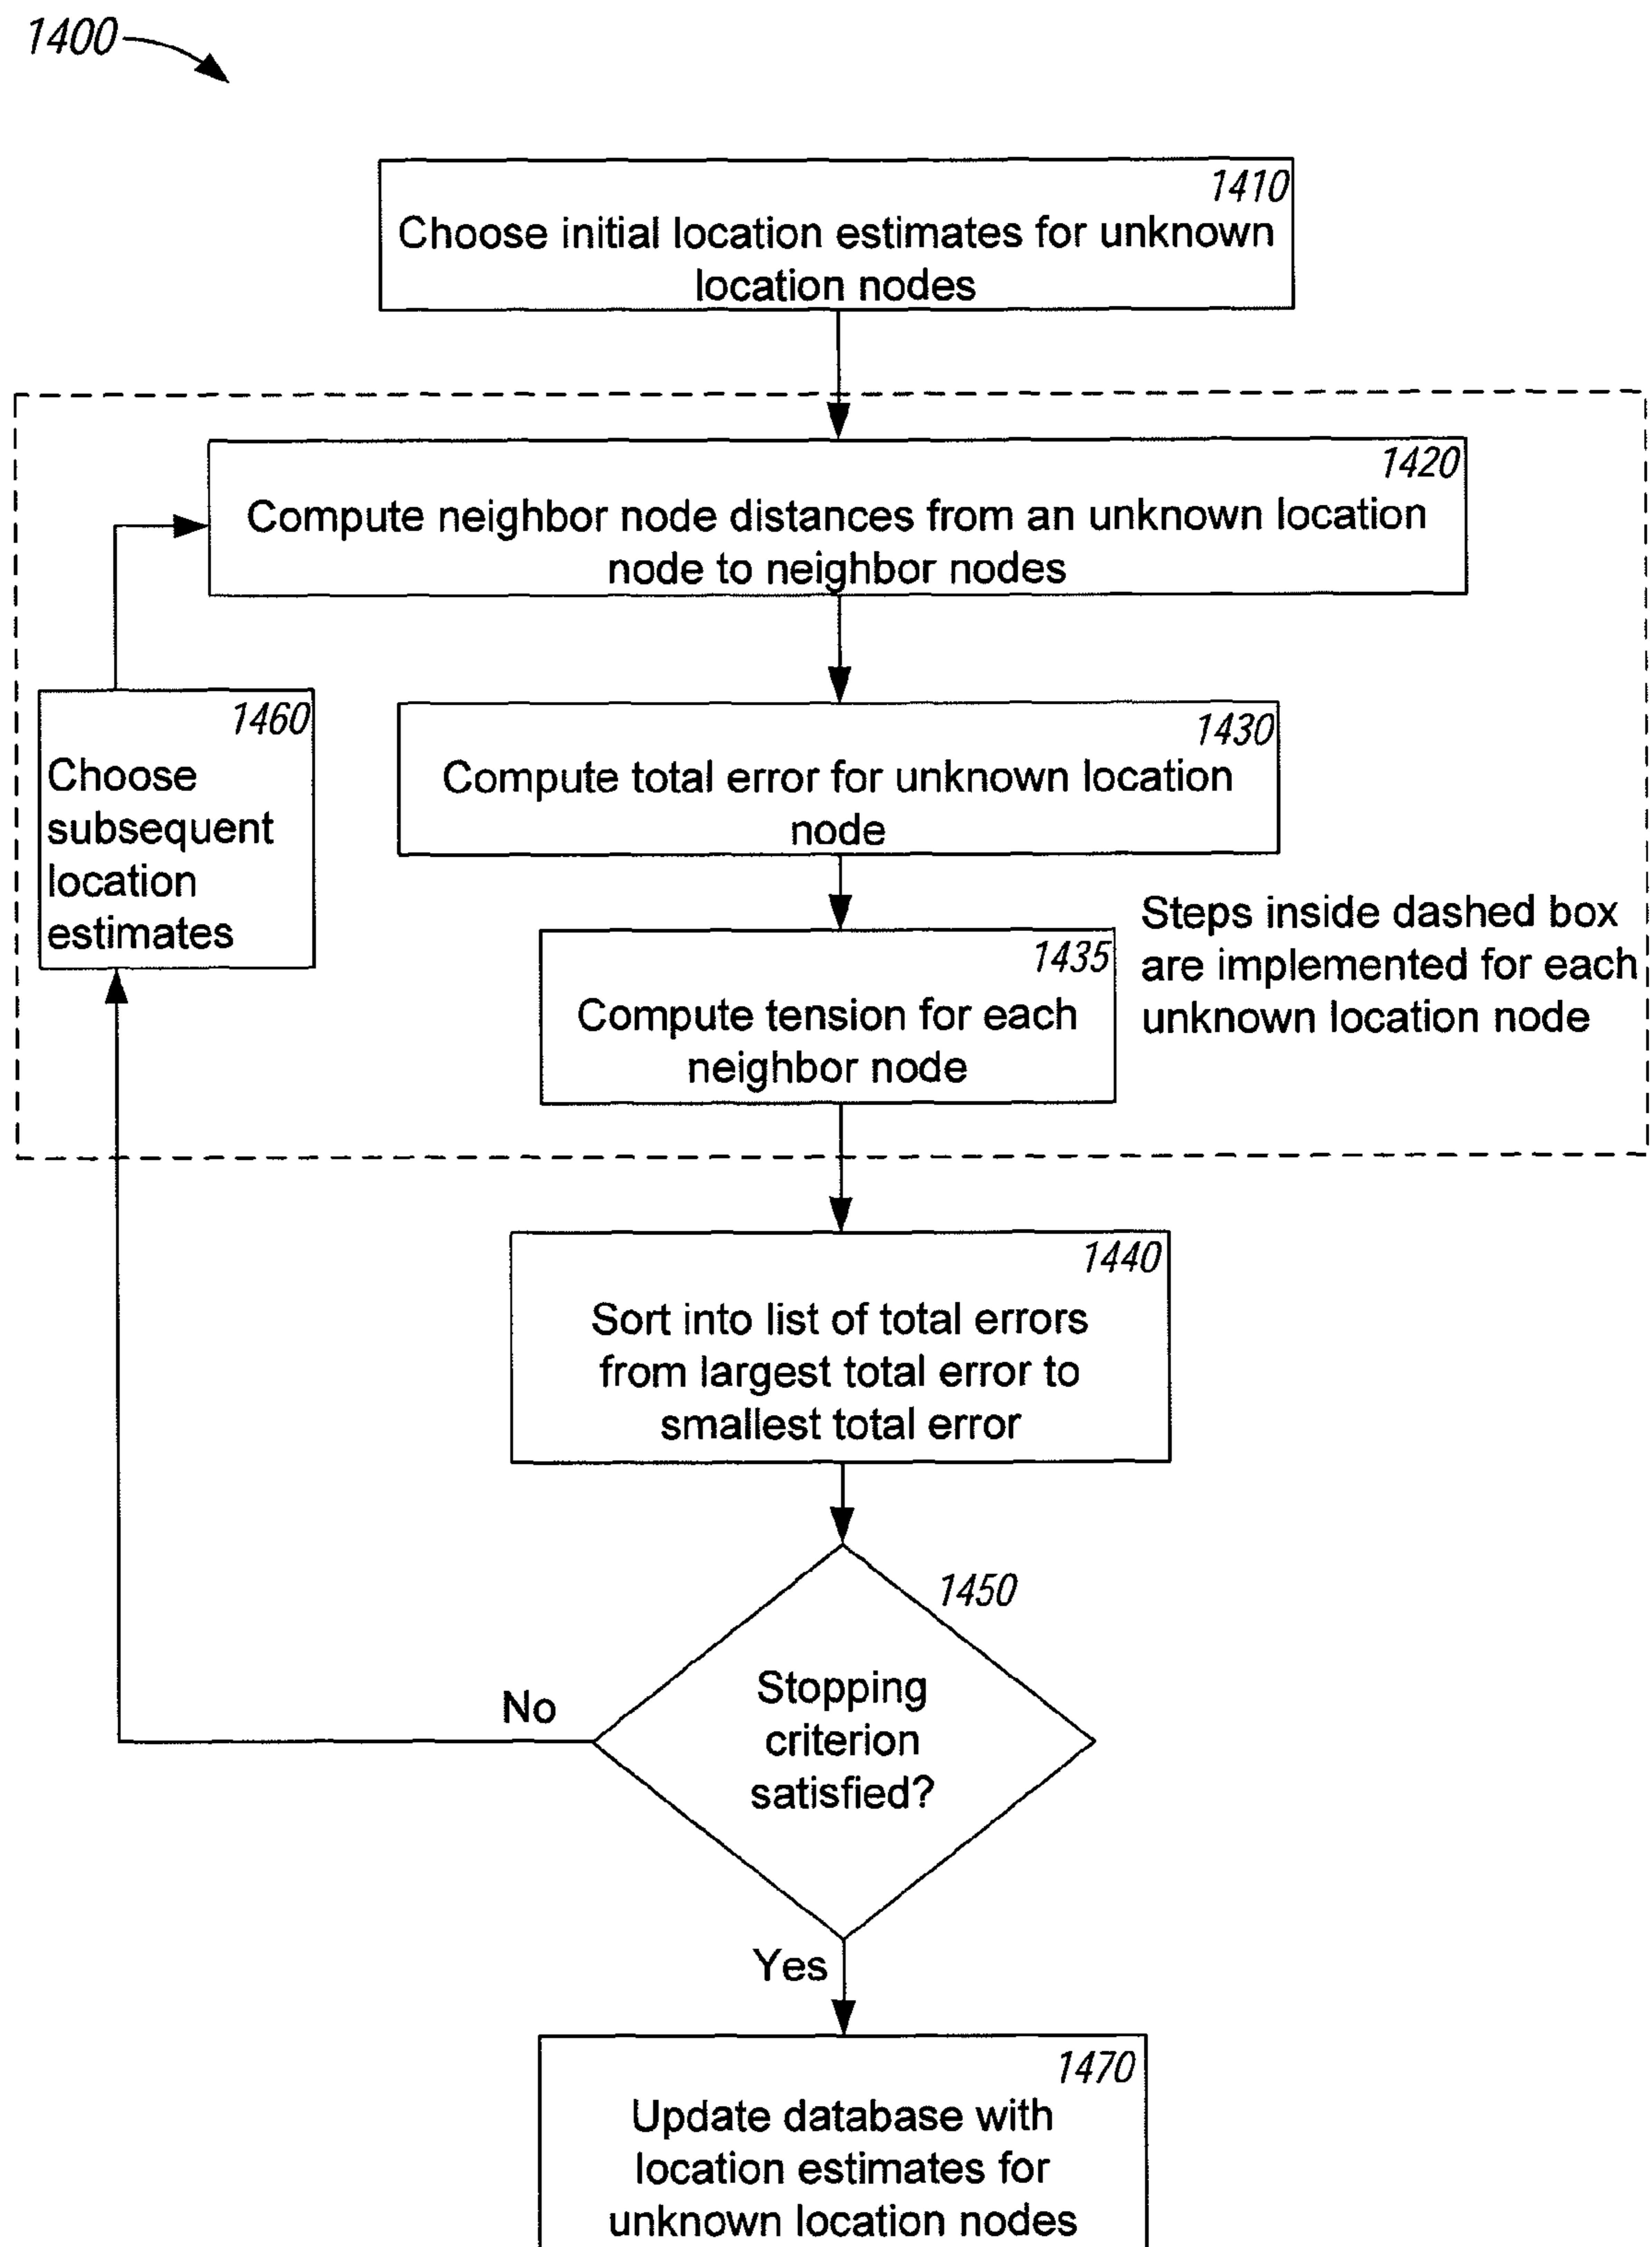 1400
1410
Choose initial location estimates for unknown
location nodes
1420
Compute neighbor node distances from an unknown location
node to neighbor nodes
1460
Choose
subsequent
location
estimates
1430
Compute total error for unknown location
node
1435
Compute tension for each
neighbor node
Steps inside dashed box
are implemented for each
unknown location node
1440
Sort into list of total errors
from largest total error to
smallest total error
1450
Stopping
criterion
satisfied?
No
Yes
1470
Update database with
location estimates for
unknown location nodes